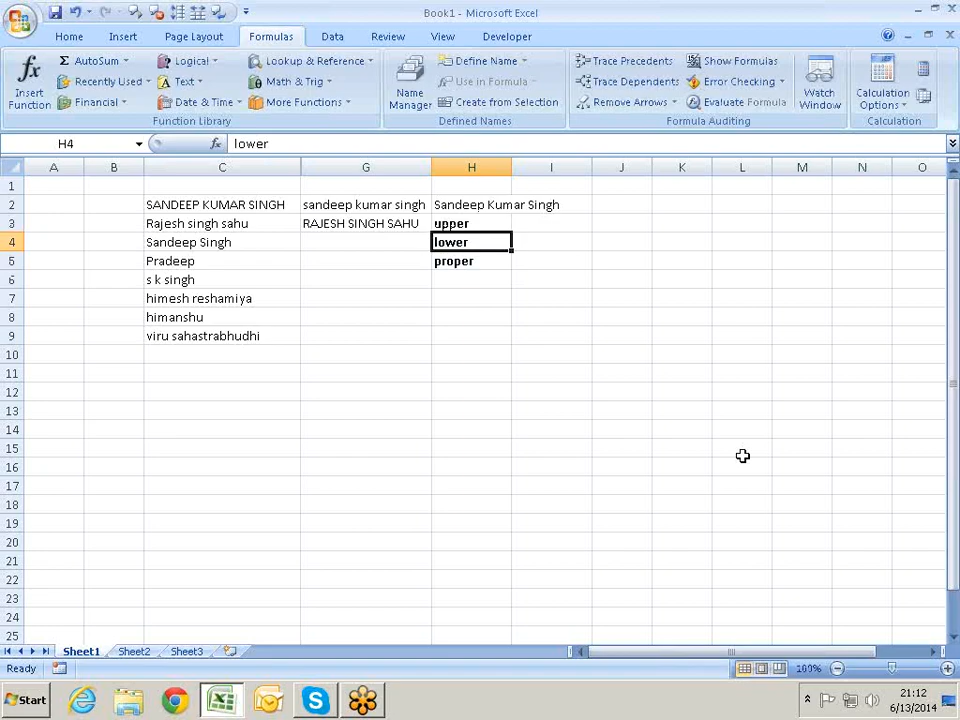 Book1 - Microsoft Excel
Home Insert Page Layout Formulas Data Review View Developer
Insert Function
AutoSum Recently Used Financial
Logical Text Date & Time
Lookup & Reference Math & Trig More Functions
Function Library
Name Manager
Define Name Use in Formula Create from Selection
Defined Names
Trace Precedents Trace Dependents Remove Arrows
Show Formulas Error Checking Evaluate Formula
Watch Window
Formula Auditing
Calculation Options
Calculation
H4 fx lower
A B C G H I J K L M N O
1
2 SANDEEP KUMAR SINGH sandeep kumar singh Sandeep Kumar Singh
3 Rajesh singh sahu RAJESH SINGH SAHU upper
4 Sandeep Singh lower
5 Pradeep proper
6 s k singh
7 himesh reshamiya
8 himanshu
9 viru sahastrabhudhi
10
11
12
13
14
15
16
17
18
19
20
21
22
23
24
25
Sheet1 Sheet2 Sheet3
Ready 100%
Start 21:12
6/13/2014